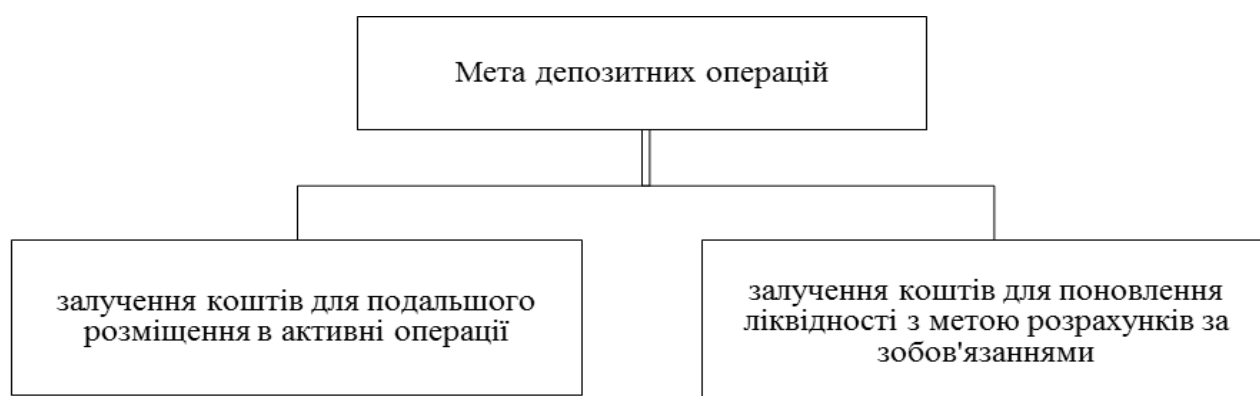 Мета депозитних операцій
залучення коштів для подальшого
розміщення в активні операції
залучення коштів для поновлення
ліквідності з метою розрахунків за
зобов'язаннями